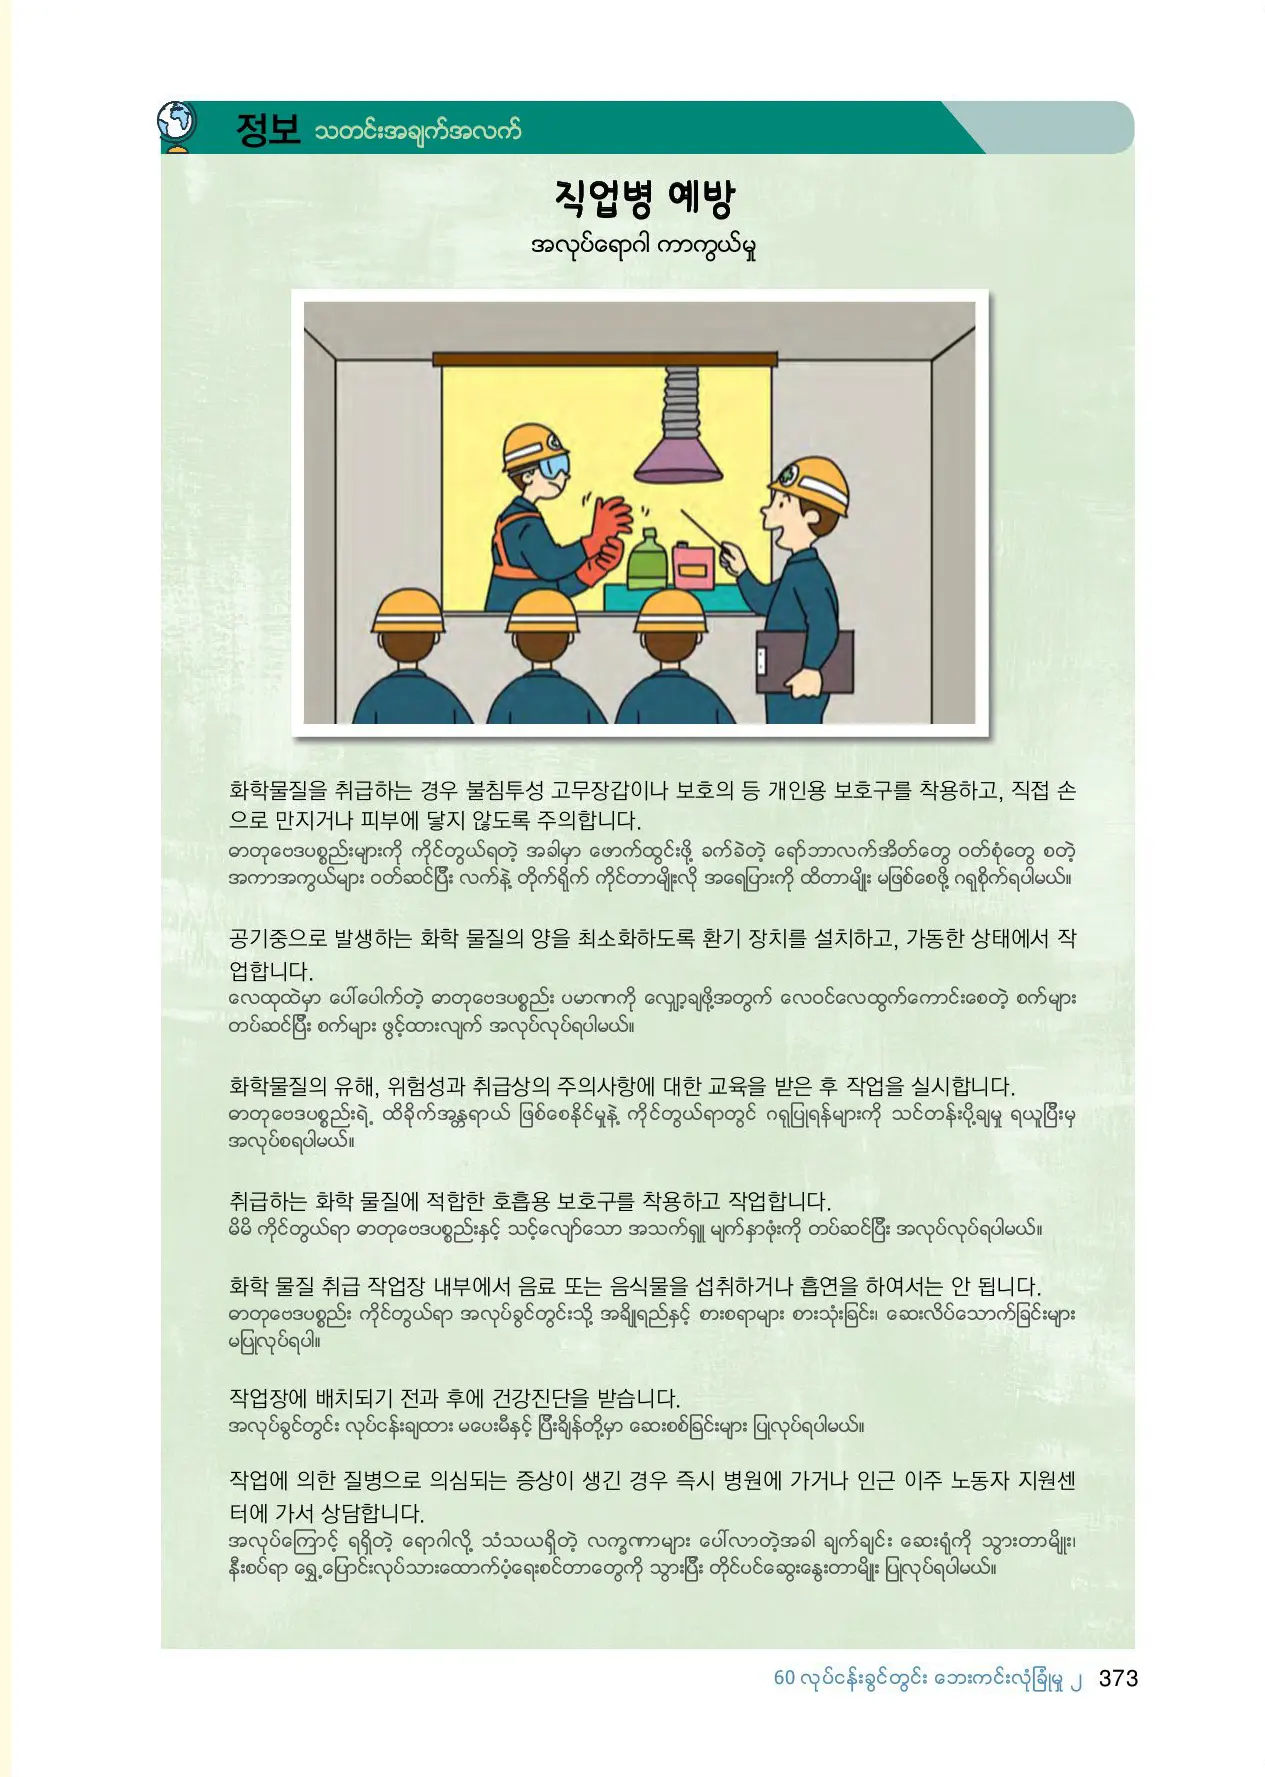 정보 သတင်းအချက်အလက်
직업병 예방
အလုပ်ရောဂါ ကာကွယ်မှု
화학물질을 취급하는 경우 불침투성 고무장갑이나 보호의 등 개인용 보호구를 착용하고, 직접 손
으로 만지거나 피부에 닿지 않도록 주의합니다.
ဓာတုဗေဒပစ္စည်းများကို ကိုင်တွယ်ရတဲ့ အခါမှာ ဖောက်ထွင်းဖို့ ခက်ခဲတဲ့ ရော်ဘာလက်အိတ်တွေ ဝတ်စုံတွေ စတဲ့
အကာအကွယ်များ ဝတ်ဆင်ပြီး လက်နဲ့ တိုက်ရိုက် ကိုင်တာမျိုးလို အရေပြားကို ထိတာမျိုး မဖြစ်စေဖို့ ဂရုစိုက်ရပါမယ်။
공기중으로 발생하는 화학 물질의 양을 최소화하도록 환기 장치를 설치하고, 가동한 상태에서 작
업합니다.
လေထုထဲမှာ ပေါ်ပေါက်တဲ့ ဓာတုဗေဒပစ္စည်း ပမာဏကို လျှော့ချဖို့အတွက် လေဝင်လေထွက်ကောင်းစေတဲ့ စက်များ
တပ်ဆင်ပြီး စက်များ ဖွင့်ထားလျက် အလုပ်လုပ်ရပါမယ်။
화학물질의 유해, 위험성과 취급상의 주의사항에 대한 교육을 받은 후 작업을 실시합니다.
ဓာတုဗေဒပစ္စည်းရဲ့ ထိခိုက်အန္တရာယ် ဖြစ်စေနိုင်မှုနဲ့ ကိုင်တွယ်ရာတွင် ဂရုပြုရန်များကို သင်တန်းပို့ချမှု ရယူပြီးမှ
အလုပ်စရပါမယ်။
취급하는 화학 물질에 적합한 호흡용 보호구를 착용하고 작업합니다.
မိမိ ကိုင်တွယ်ရာ ဓာတုဗေဒပစ္စည်းနှင့် သင့်လျော်သော အသက်ရှူ မျက်နှာဖုံးကို တပ်ဆင်ပြီး အလုပ်လုပ်ရပါမယ်။
화학 물질 취급 작업장 내부에서 음료 또는 음식물을 섭취하거나 흡연을 하여서는 안 됩니다.
ဓာတုဗေဒပစ္စည်း ကိုင်တွယ်ရာ အလုပ်ခွင်တွင်းသို့ အချိုရည်နှင့် စားစရာများ စားသုံးခြင်း၊ ဆေးလိပ်သောက်ခြင်းများ
မပြုလုပ်ရပါ။
작업장에 배치되기 전과 후에 건강진단을 받습니다.
အလုပ်ခွင်တွင်း လုပ်ငန်းချထား မပေးမီနှင့် ပြီးချိန်တို့မှာ ဆေးစစ်ခြင်းများ ပြုလုပ်ရပါမယ်။
작업에 의한 질병으로 의심되는 증상이 생긴 경우 즉시 병원에 가거나 인근 이주 노동자 지원센
터에 가서 상담합니다.
အလုပ်ကြောင့် ရရှိတဲ့ ရောဂါလို့ သံသယရှိတဲ့ လက္ခဏာများ ပေါ်လာတဲ့အခါ ချက်ချင်း ဆေးရုံကို သွားတာမျိုး၊
နီးစပ်ရာ ရွှေ့ပြောင်းလုပ်သားထောက်ပံ့ရေးစင်တာတွေကို သွားပြီး တိုင်ပင်ဆွေးနွေးတာမျိုး ပြုလုပ်ရပါမယ်။
60 လုပ်ငန်းခွင်တွင်း ဘေးကင်းလုံခြုံမှု ၂ 373